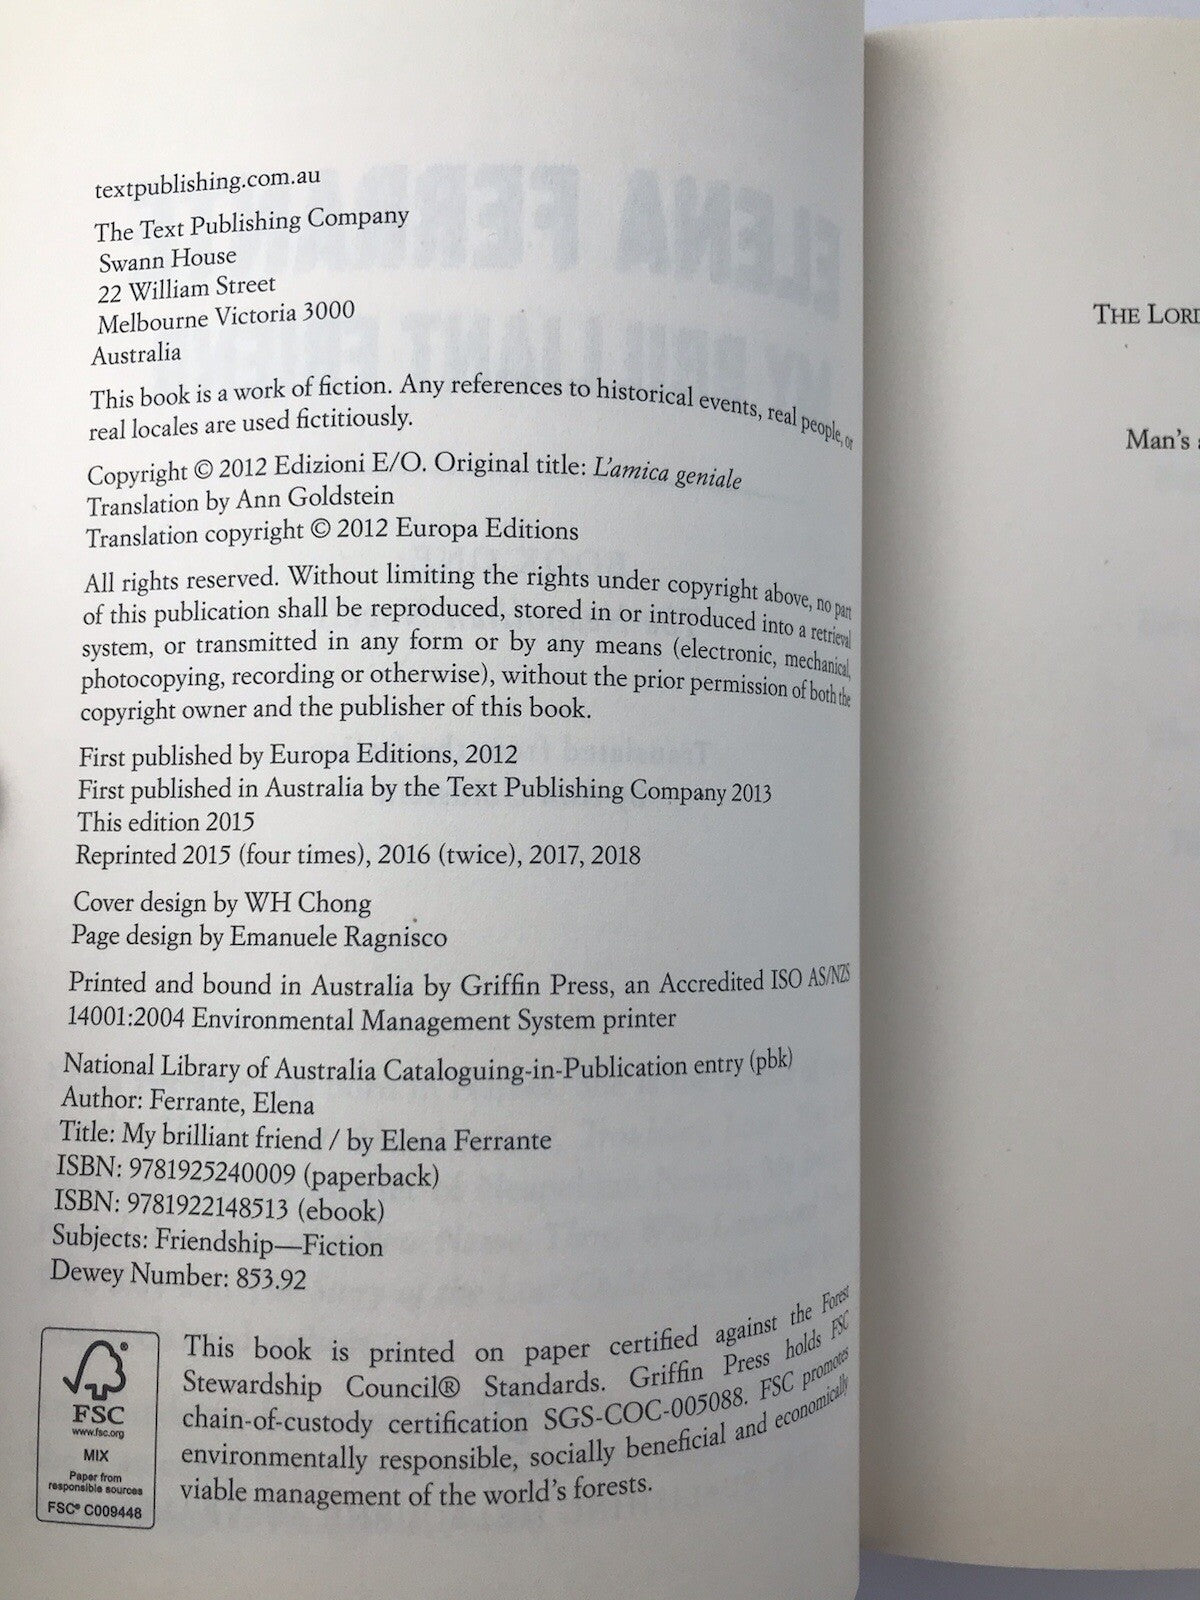 textpublishing.com.au
The Text Publishing Company
Swann House
22 William Street
Melbourne Victoria 3000
Australia
This book is a work of fiction. Any references to historical events, real people, or
real locales are used fictitiously.
Copyright © 2012 Edizioni E/O. Original title: L'amica geniale
Translation by Ann Goldstein
Translation copyright © 2012 Europa Editions
All rights reserved. Without limiting the rights under copyright above, no part
of this publication shall be reproduced, stored in or introduced into a retrieval
system, or transmitted in any form or by any means (electronic, mechanical,
photocopying, recording or otherwise), without the prior permission of both the
copyright owner and the publisher of this book.
First published by Europa Editions, 2012
First published in Australia by the Text Publishing Company 2013
This edition 2015
Reprinted 2015 (four times), 2016 (twice), 2017, 2018
Cover design by WH Chong
Page design by Emanuele Ragnisco
Printed and bound in Australia by Griffin Press, an Accredited ISO AS/NZS
14001:2004 Environmental Management System printer
National Library of Australia Cataloguing-in-Publication entry (pbk)
Author: Ferrante, Elena
Title: My brilliant friend / by Elena Ferrante
ISBN: 9781925240009 (paperback)
ISBN: 9781922148513 (ebook)
Subjects: Friendship—Fiction
Dewey Number: 853.92
This book is printed on paper certified against the Forest
Stewardship Council® Standards. Griffin Press holds FSC
chain-of-custody certification SGS-COC-005088. FSC promotes
environmentally responsible, socially beneficial and economically
viable management of the world's forests.
FSC
www.fsc.org
MIX
Paper from
responsible sources
FSC® C009448
THE LORD
Man's